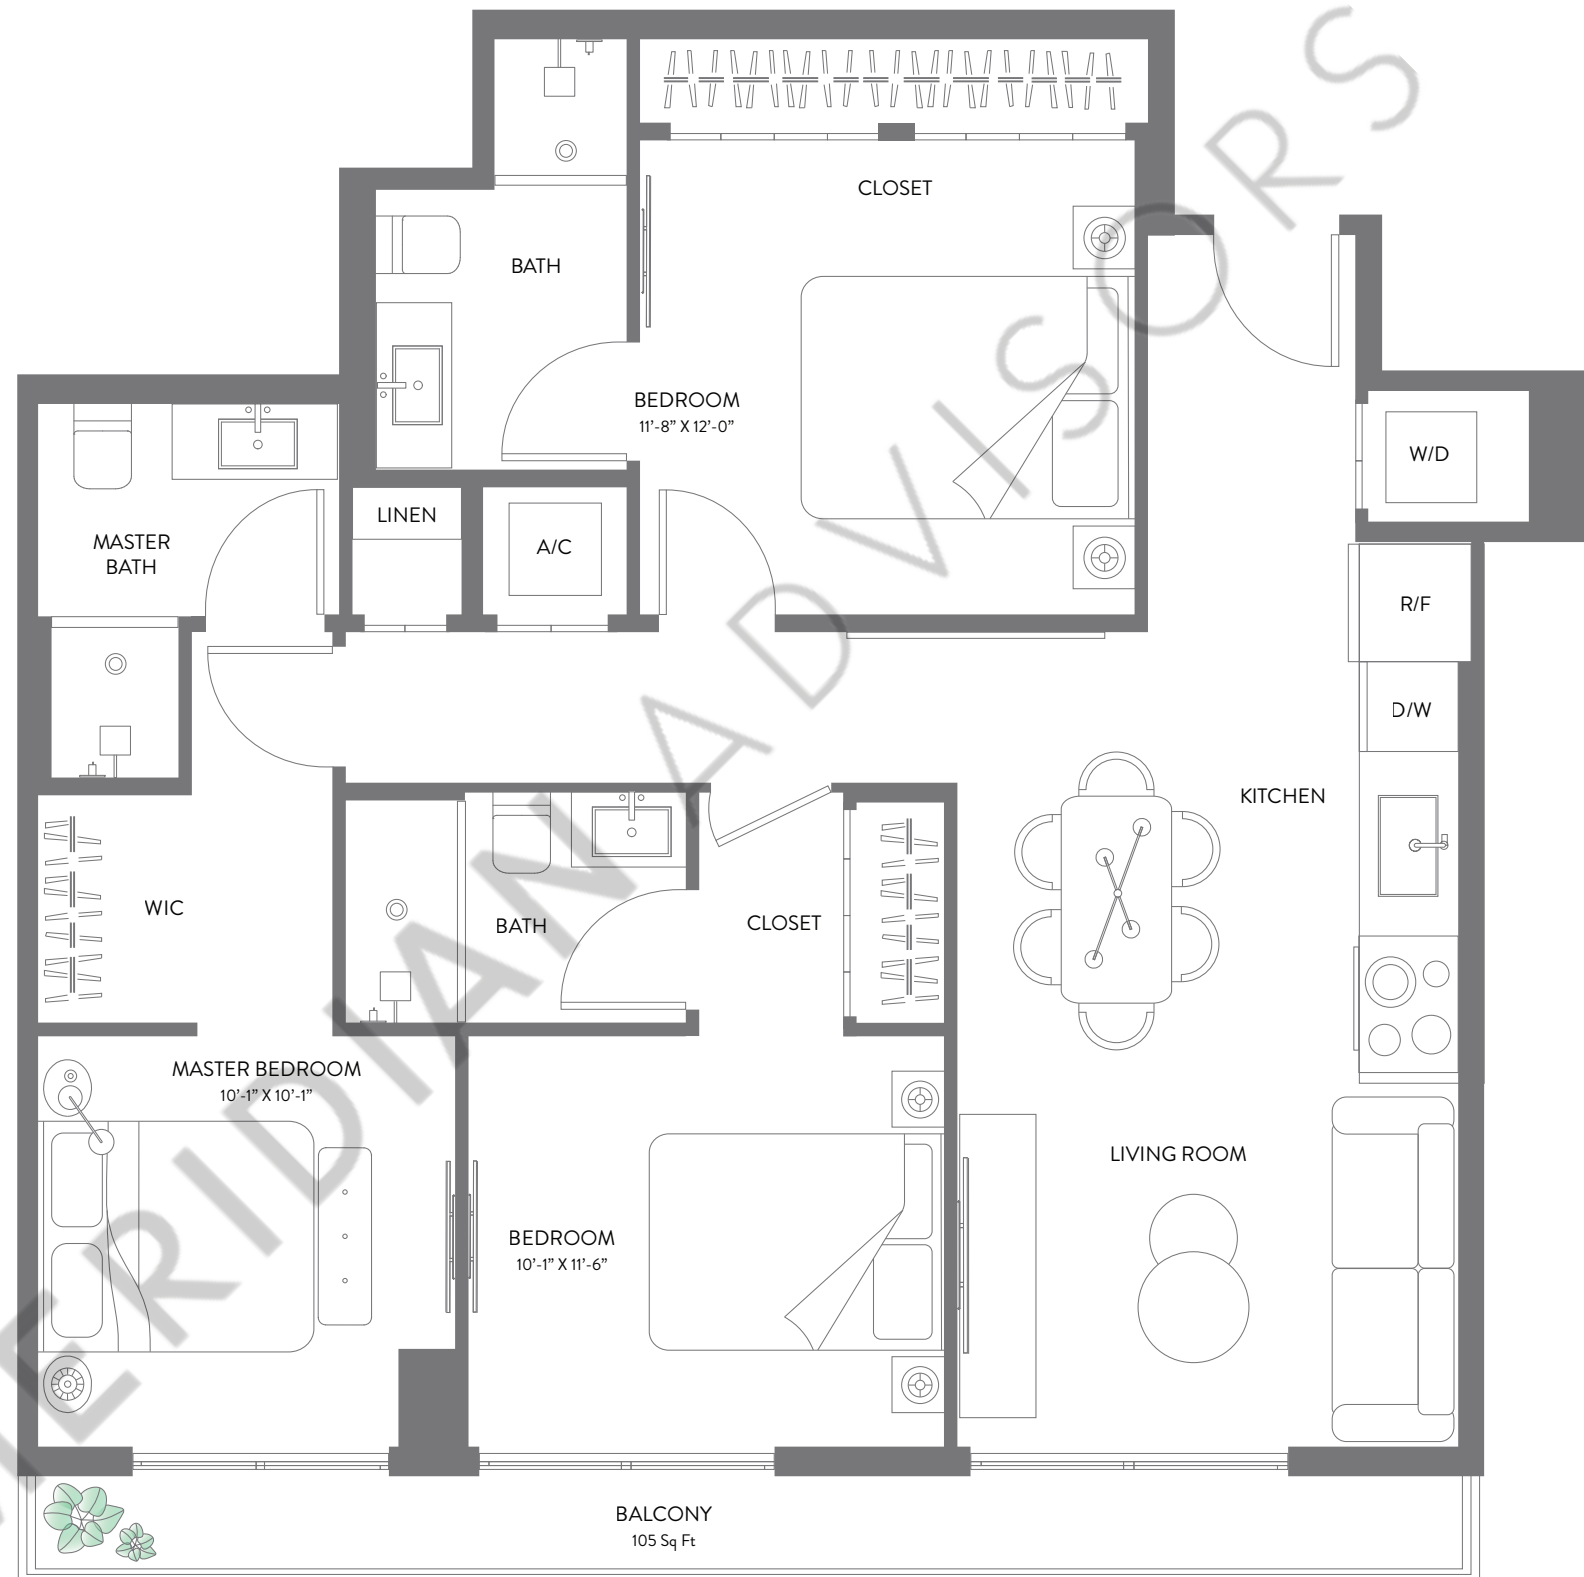 CLOSET
BATH
BEDROOM
11'-8" X 12'-0"
W/D
LINEN
A/C
MASTER
BATH
R/F
D/W
KITCHEN
WIC
BATH
CLOSET
MASTER BEDROOM
10'-1" X 10'-1"
LIVING ROOM
BEDROOM
10'-1" X 11'-6"
BALCONY
105 Sq Ft
MERIDIAN ADVISORS